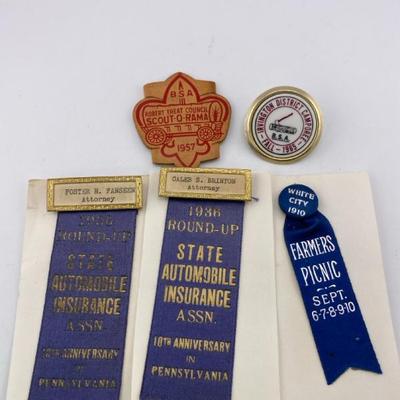 BSA
ROBERT TREAT COUNCIL
SCOUT-O-RAMA
1957
IRVINGTON DISTRICT CAMPOREE
B.S.A.
FALL - 1965
FOSTER H.
Attorney
1936
ROUND-UP
STATE
AUTOMOBILE
INSURANCE
ASSN.
10TH ANNIVERSARY
IN
PENNSYLVANIA
CALEB S. BRINTON
Attorney
1936
ROUND-UP
STATE
AUTOMOBILE
INSURANCE
ASSN.
10TH ANNIVERSARY
IN
PENNSYLVANIA
WHITE
CITY
1910
FARMERS
PICNIC
SEPT.
6-7-8-9-10